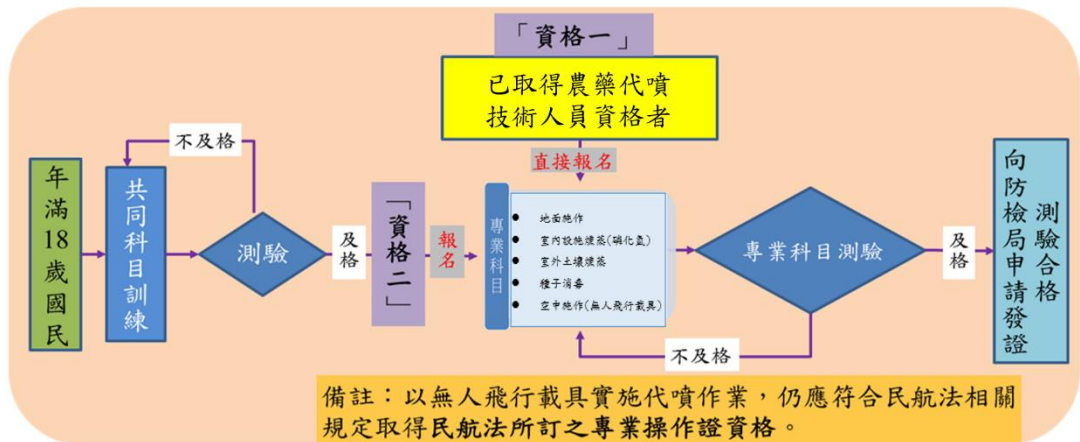 「資格一」
已取得農藥代噴
技術人員資格者
直接報名
年滿18歲國民
共同科目訓練
不及格
測驗
及格
「資格二」
報名
專業科目
● 地面施作
● 室內設施燻蒸(磷化氫)
● 室外土壤燻蒸
● 種子消毒
● 空中施作(無人飛行載具)
專業科目測驗
不及格
及格
測驗合格
向防檢局申請發證
備註：以無人飛行載具實施代噴作業，仍應符合民航法相關
規定取得民航法所訂之專業操作證資格。